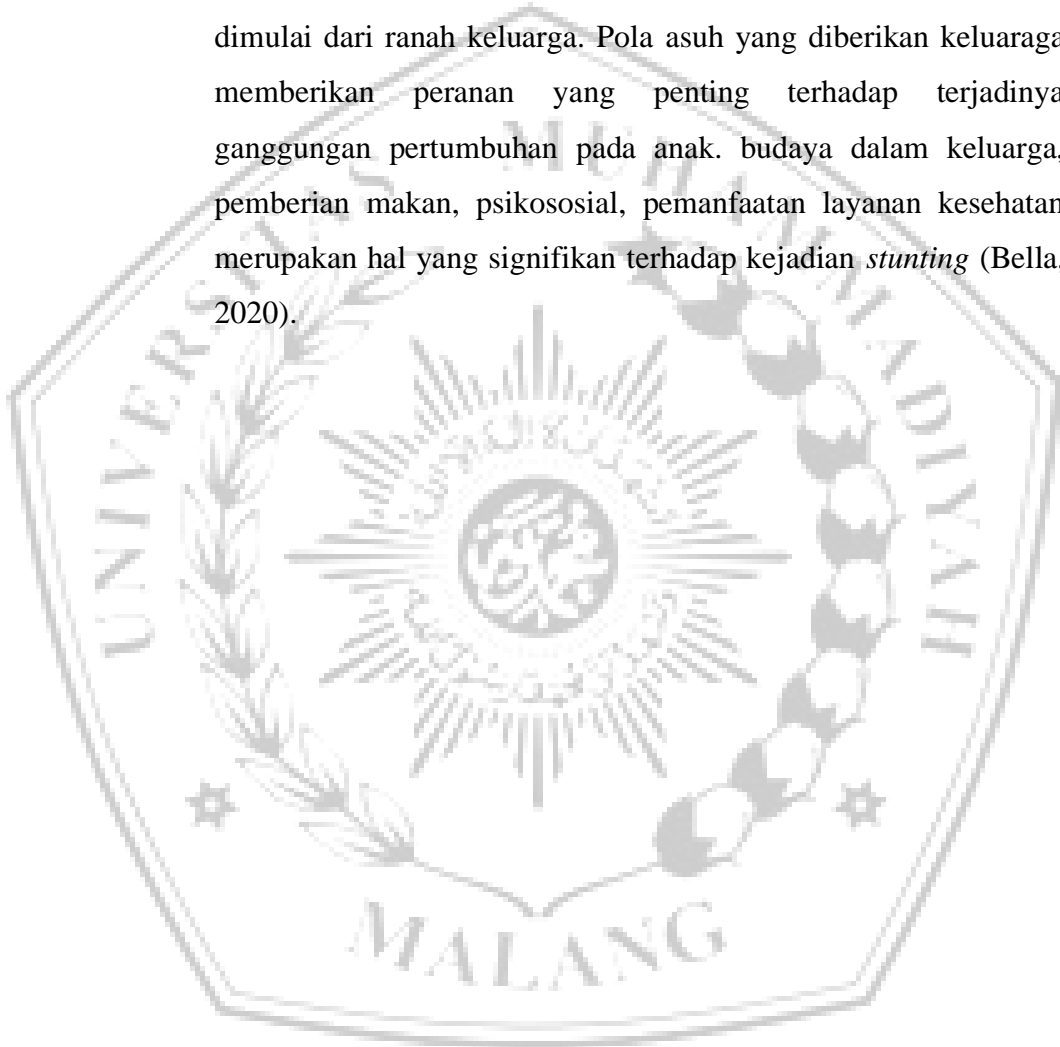 dimulai dari ranah keluarga. Pola asuh yang diberikan keluaraga
memberikan peranan yang penting terhadap terjadinya
ganggungan pertumbuhan pada anak. budaya dalam keluarga,
pemberian makan, psikososial, pemanfaatan layanan kesehatan
merupakan hal yang signifikan terhadap kejadian stunting (Bella,
2020).
UNIVERSITAS MUHAMMADIYAH
MALANG